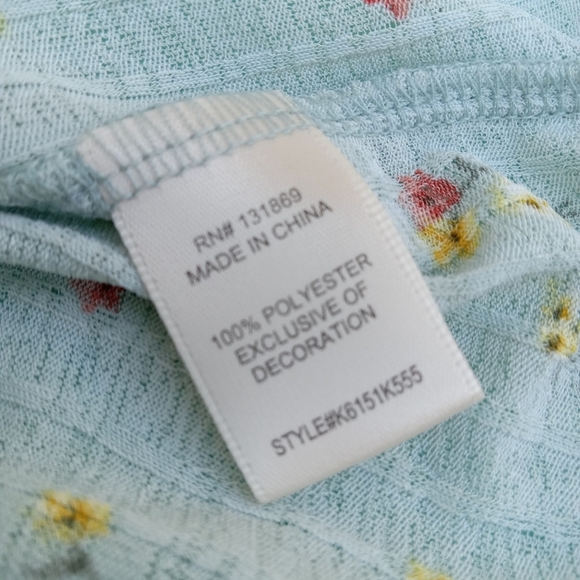 RN# 131869
MADE IN CHINA
100% POLYESTER
EXCLUSIVE OF
DECORATION
STYLE#K6151K555